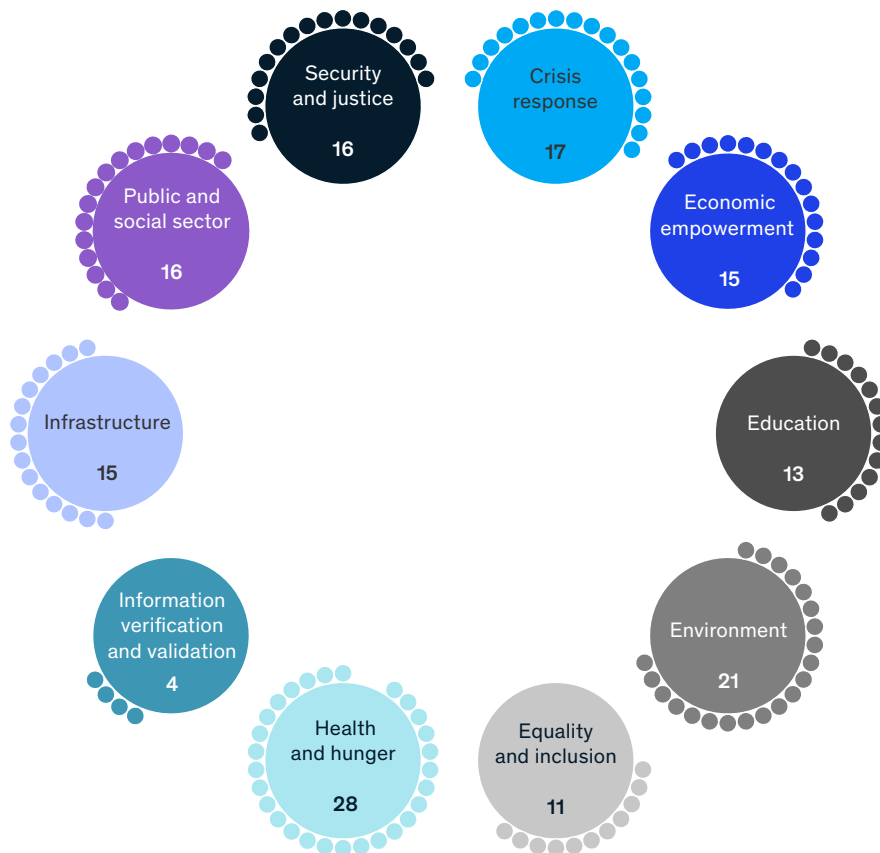 Security
and justice
16
Crisis
response
17
Public and
social sector
16
Economic
empowerment
15
Infrastructure
15
Education
13
Information
verification
and validation
4
Environment
21
Health
and hunger
28
Equality
and inclusion
11